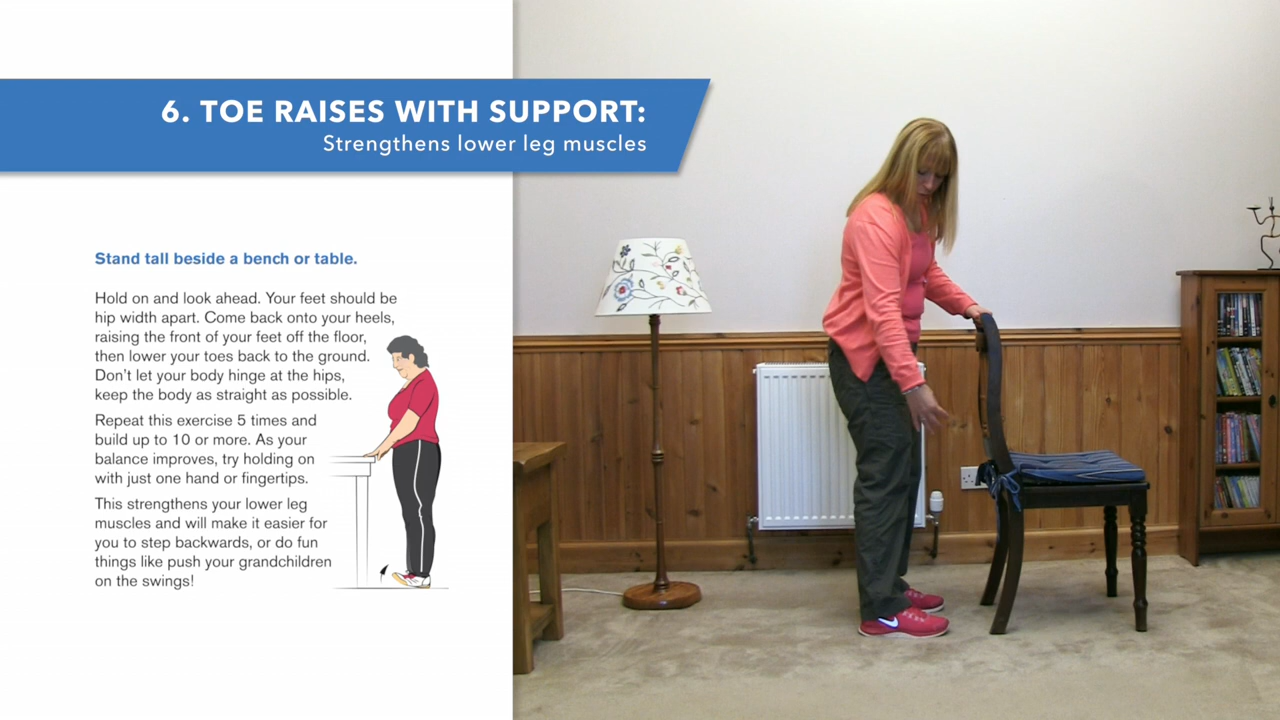 6. TOE RAISES WITH SUPPORT:
Strengthens lower leg muscles
Stand tall beside a bench or table.
Hold on and look ahead. Your feet should be
hip width apart. Come back onto your heels,
raising the front of your feet off the floor,
then lower your toes back to the ground.
Don't let your body hinge at the hips,
keep the body as straight as possible.
Repeat this exercise 5 times and
build up to 10 or more. As your
balance improves, try holding on
with just one hand or fingertips.
This strengthens your lower leg
muscles and will make it easier for
you to step backwards, or do fun
things like push your grandchildren
on the swings!